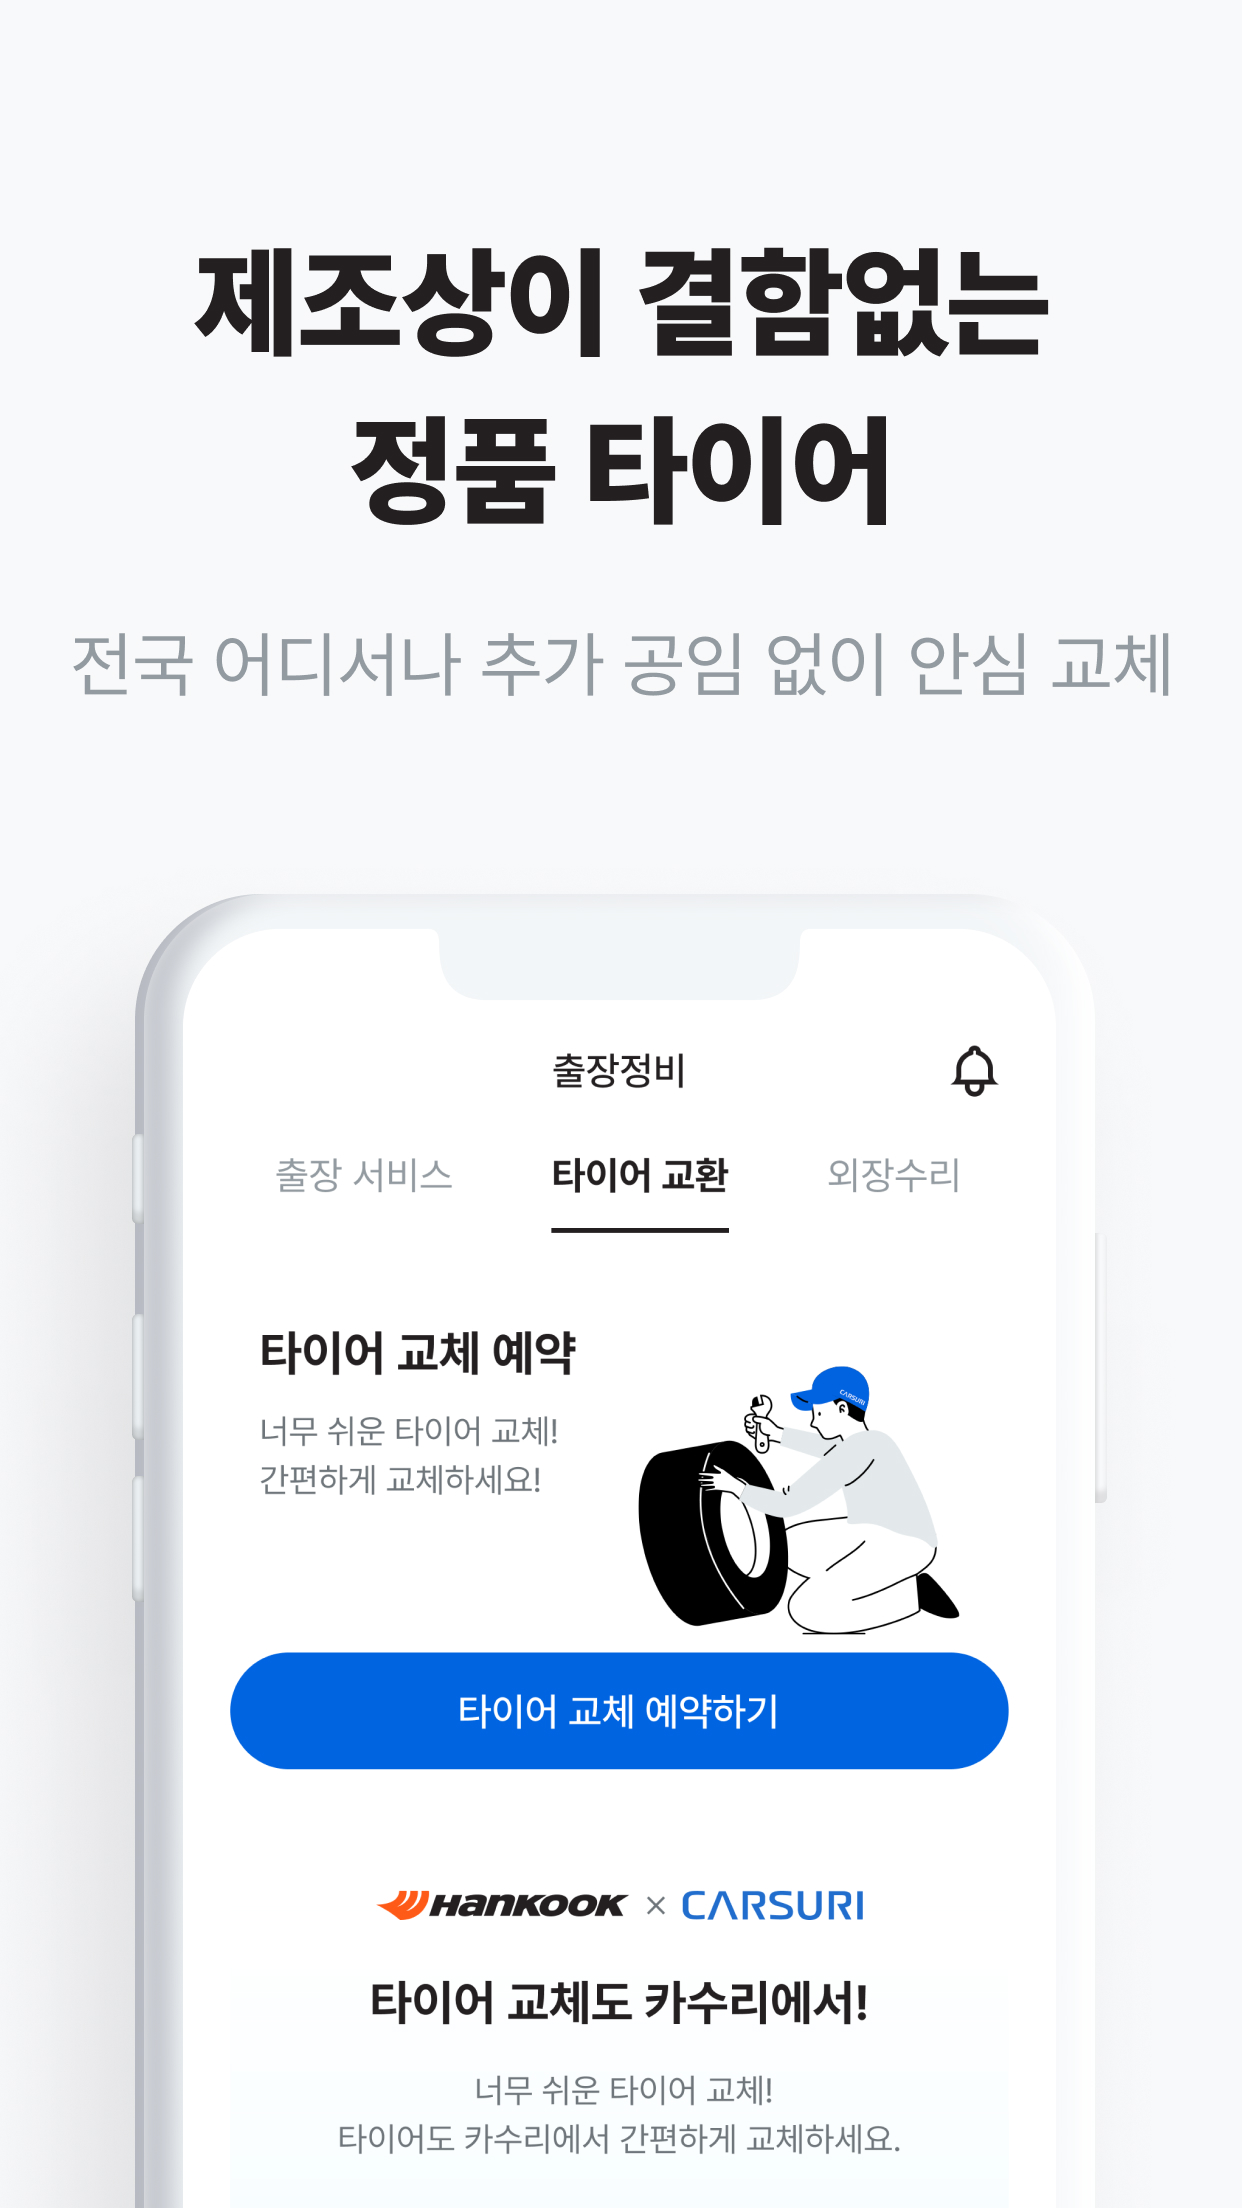 제조상이 결함없는
정품 타이어
전국 어디서나 추가 공임 없이 안심 교체
출장정비
출장 서비스 타이어 교환 외장수리
타이어 교체 예약
너무 쉬운 타이어 교체!
간편하게 교체하세요!
CARSURI
타이어 교체 예약하기
HANKOOK × CARSURI
타이어 교체도 카수리에서!
너무 쉬운 타이어 교체!
타이어도 카수리에서 간편하게 교체하세요.